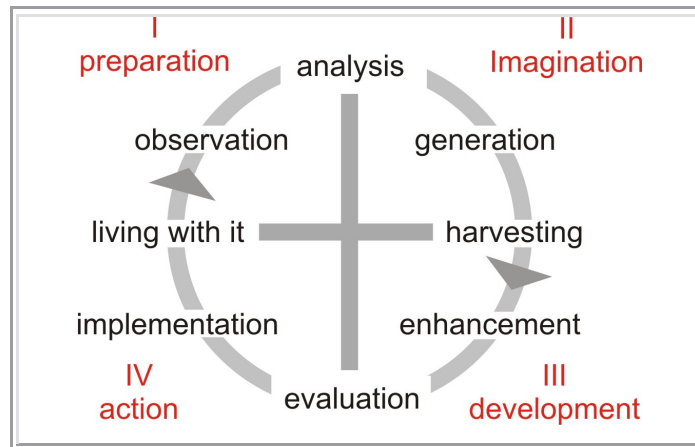 I
preparation
II
Imagination
analysis
observation
generation
living with it
harvesting
implementation
enhancement
IV
action
evaluation
III
development